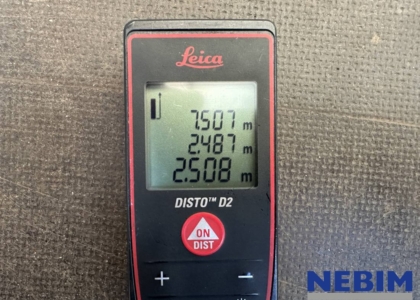 Leica
7.507 m
2.487 m
2.508 m
DISTO™ D2
ON
DIST
+ −
NEBIM